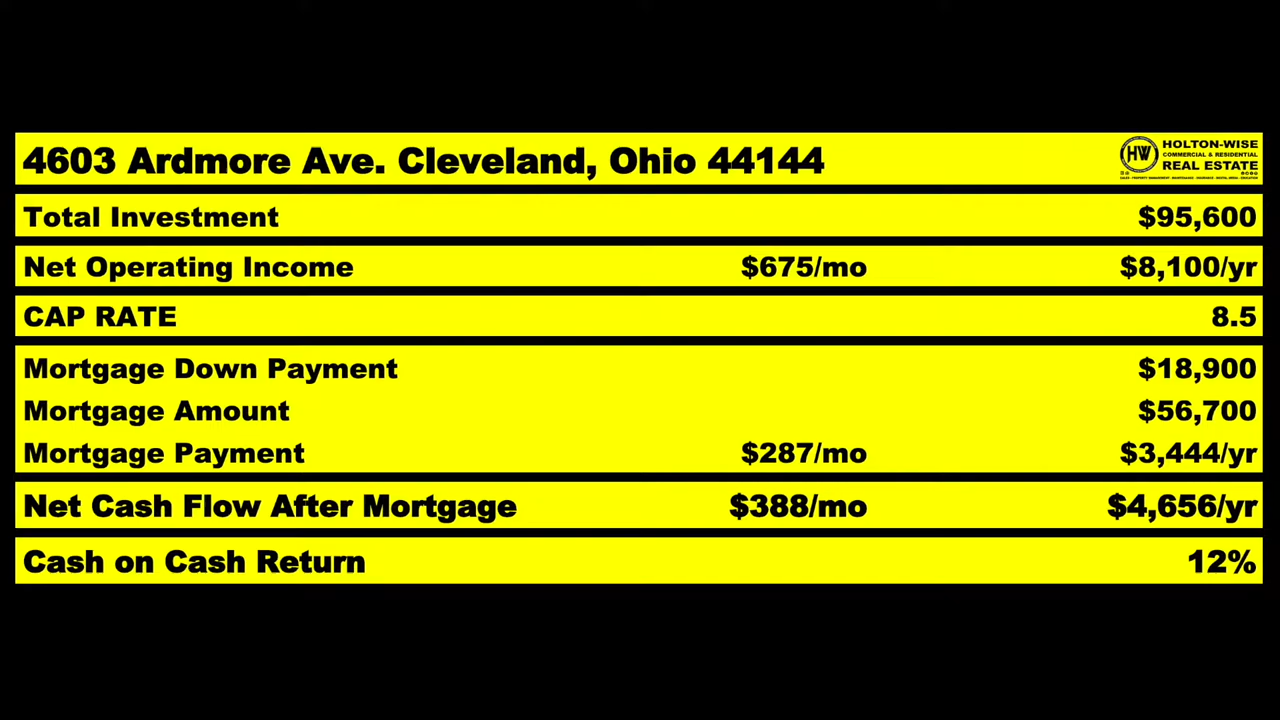 4603 Ardmore Ave. Cleveland, Ohio 44144
HW
HOLTON-WISE
COMMERCIAL & RESIDENTIAL
REAL ESTATE
Total Investment $95,600
Net Operating Income $675/mo $8,100/yr
CAP RATE 8.5
Mortgage Down Payment $18,900
Mortgage Amount $56,700
Mortgage Payment $287/mo $3,444/yr
Net Cash Flow After Mortgage $388/mo $4,656/yr
Cash on Cash Return 12%